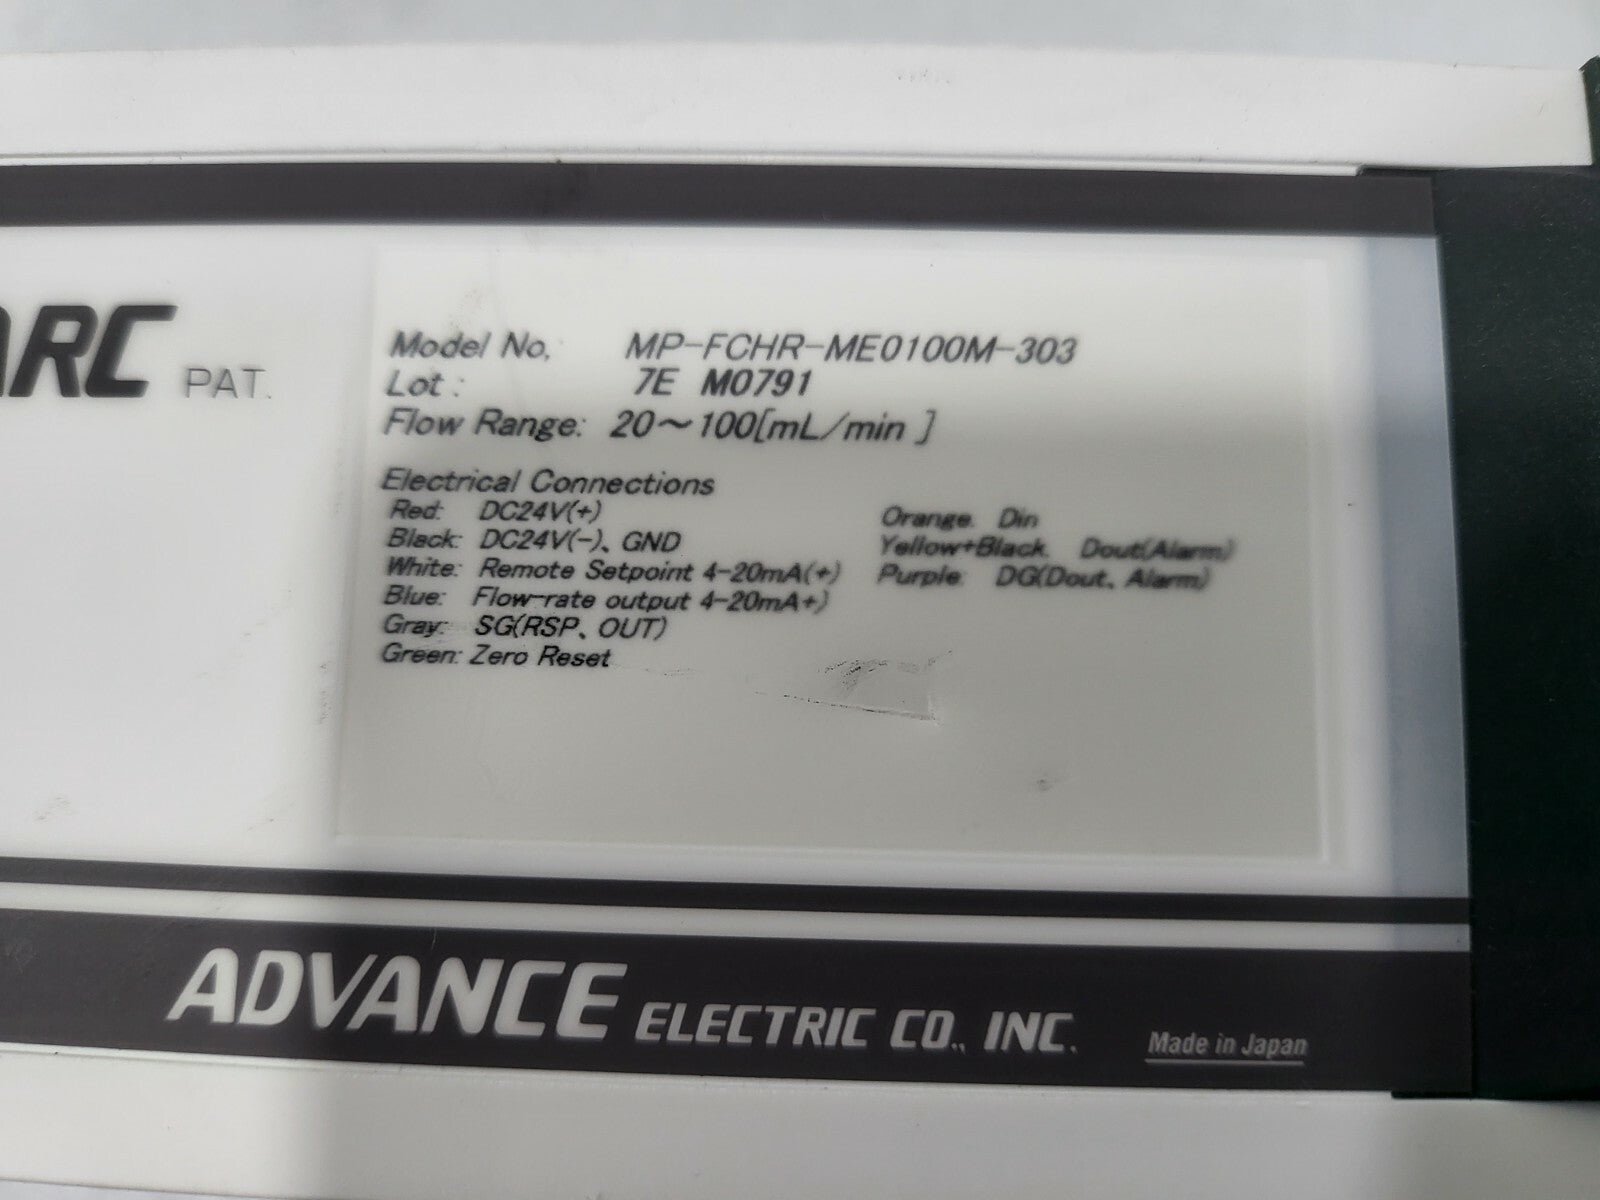 ARC PAT.
Model No, MP-FCHR-ME0100M-303
Lot : 7E M0791
Flow Range: 20～100[mL/min ]
Electrical Connections
Red: DC24V(+)
Black: DC24V(-)、GND
White: Remote Setpoint 4-20mA(+)
Blue: Flow-rate output 4-20mA+)
Gray: SG(RSP、OUT)
Green: Zero Reset
Orange: Din
Yellow+Black: Dout(Alarm)
Purple: DG(Dout、Alarm)
ADVANCE ELECTRIC CO., INC.
Made in Japan